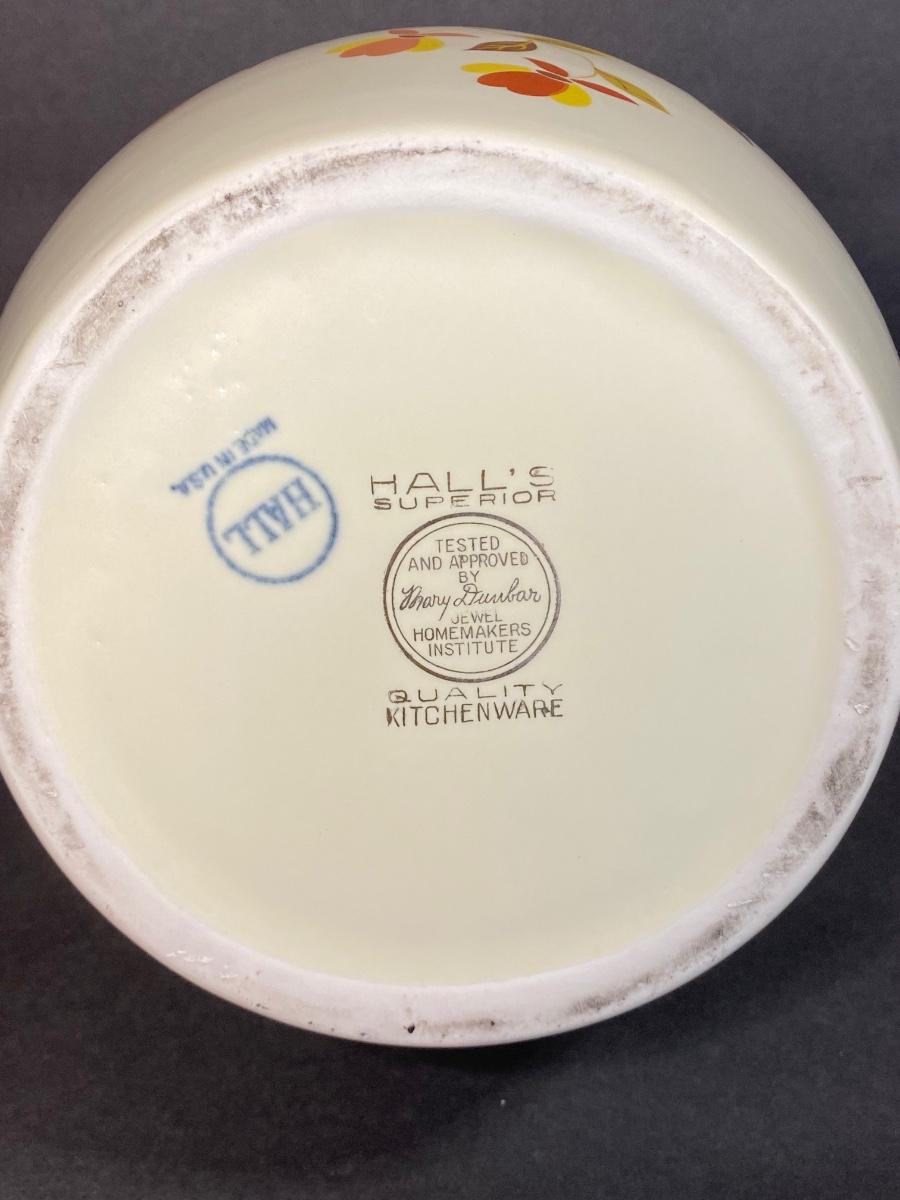 MADE IN U.S.A.
HALL
HALL'S
SUPERIOR
TESTED
AND APPROVED
BY
Mary Dunbar
JEWEL
HOMEMAKERS
INSTITUTE
QUALITY
KITCHENWARE